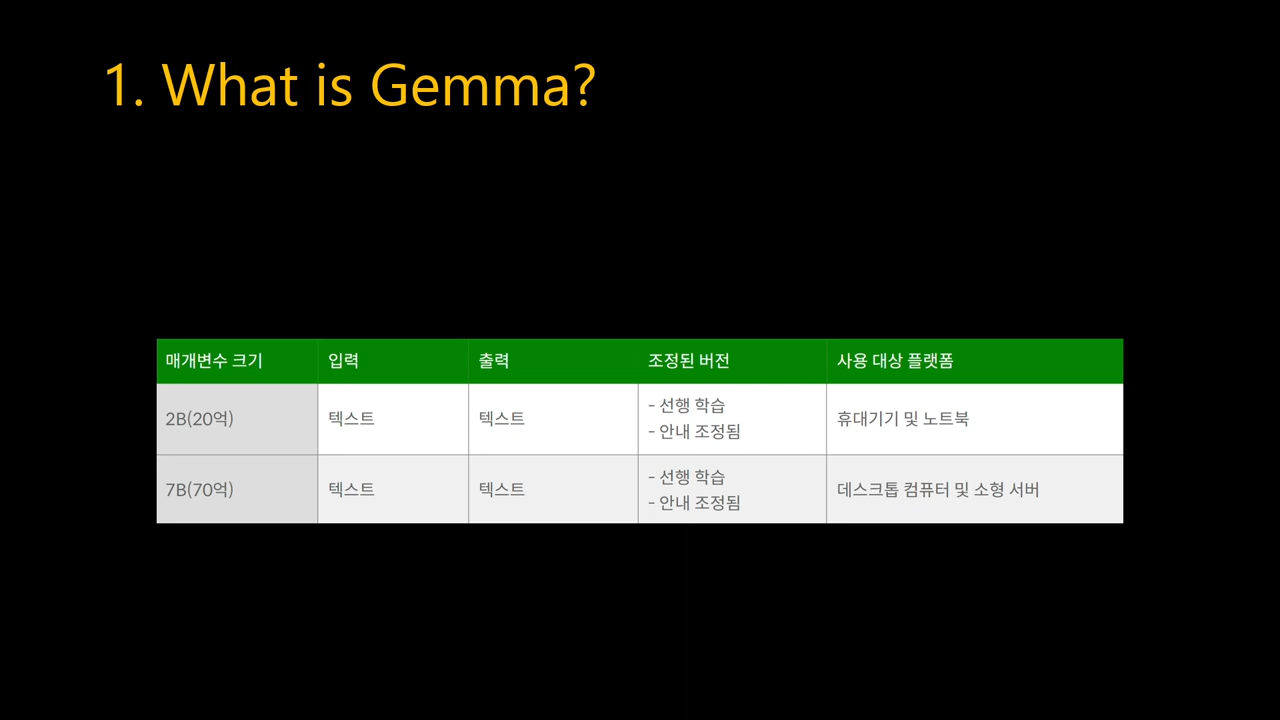 1. What is Gemma?
매개변수 크기 입력 출력 조정된 버전 사용 대상 플랫폼
2B(20억) 텍스트 텍스트 - 선행 학습
- 안내 조정됨 휴대기기 및 노트북
7B(70억) 텍스트 텍스트 - 선행 학습
- 안내 조정됨 데스크톱 컴퓨터 및 소형 서버